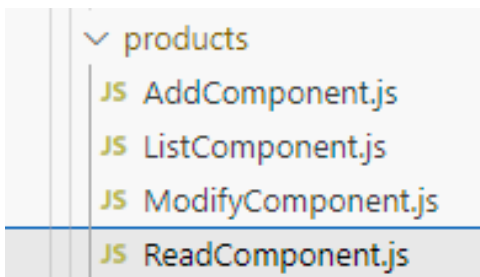 products
JS AddComponent.js
JS ListComponent.js
JS ModifyComponent.js
JS ReadComponent.js